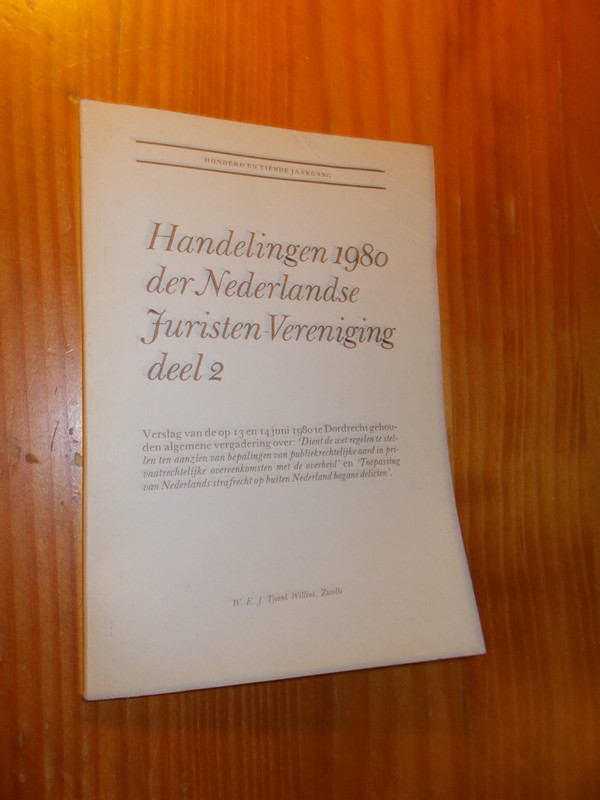 HONDERD EN TIENDE JAARGANG
Handelingen 1980
der Nederlandse
Juristen-Vereniging
deel 2
Verslag van de op 13 en 14 juni 1980 te Dordrecht gehou-
den algemene vergadering over: 'Dient de wet regelen te stel-
len ten aanzien van bepalingen van publiekrechtelijke aard in pri-
vaatrechtelijke overeenkomsten met de overheid' en 'Toepassing
van Nederlands strafrecht op buiten Nederland begane delicten'.
W. E. J. Tjeenk Willink, Zwolle